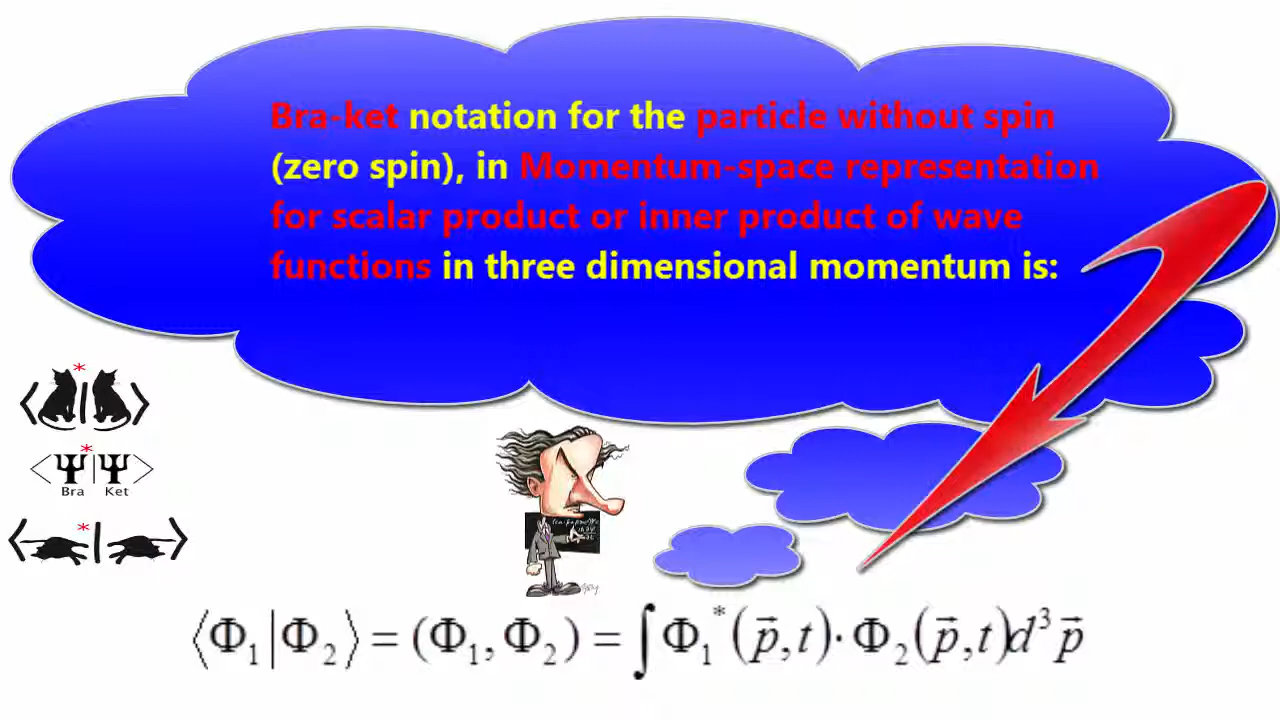 Bra-ket notation for the particle without spin
(zero spin), in Momentum-space representation
for scalar product or inner product of wave
functions in three dimensional momentum is:
⟨*|⟩
⟨Ψ*|Ψ⟩
Bra Ket
⟨*|⟩
⟨Φ₁|Φ₂⟩ = (Φ₁, Φ₂) = ∫Φ₁*(p⃗,t)·Φ₂(p⃗,t)d³p⃗